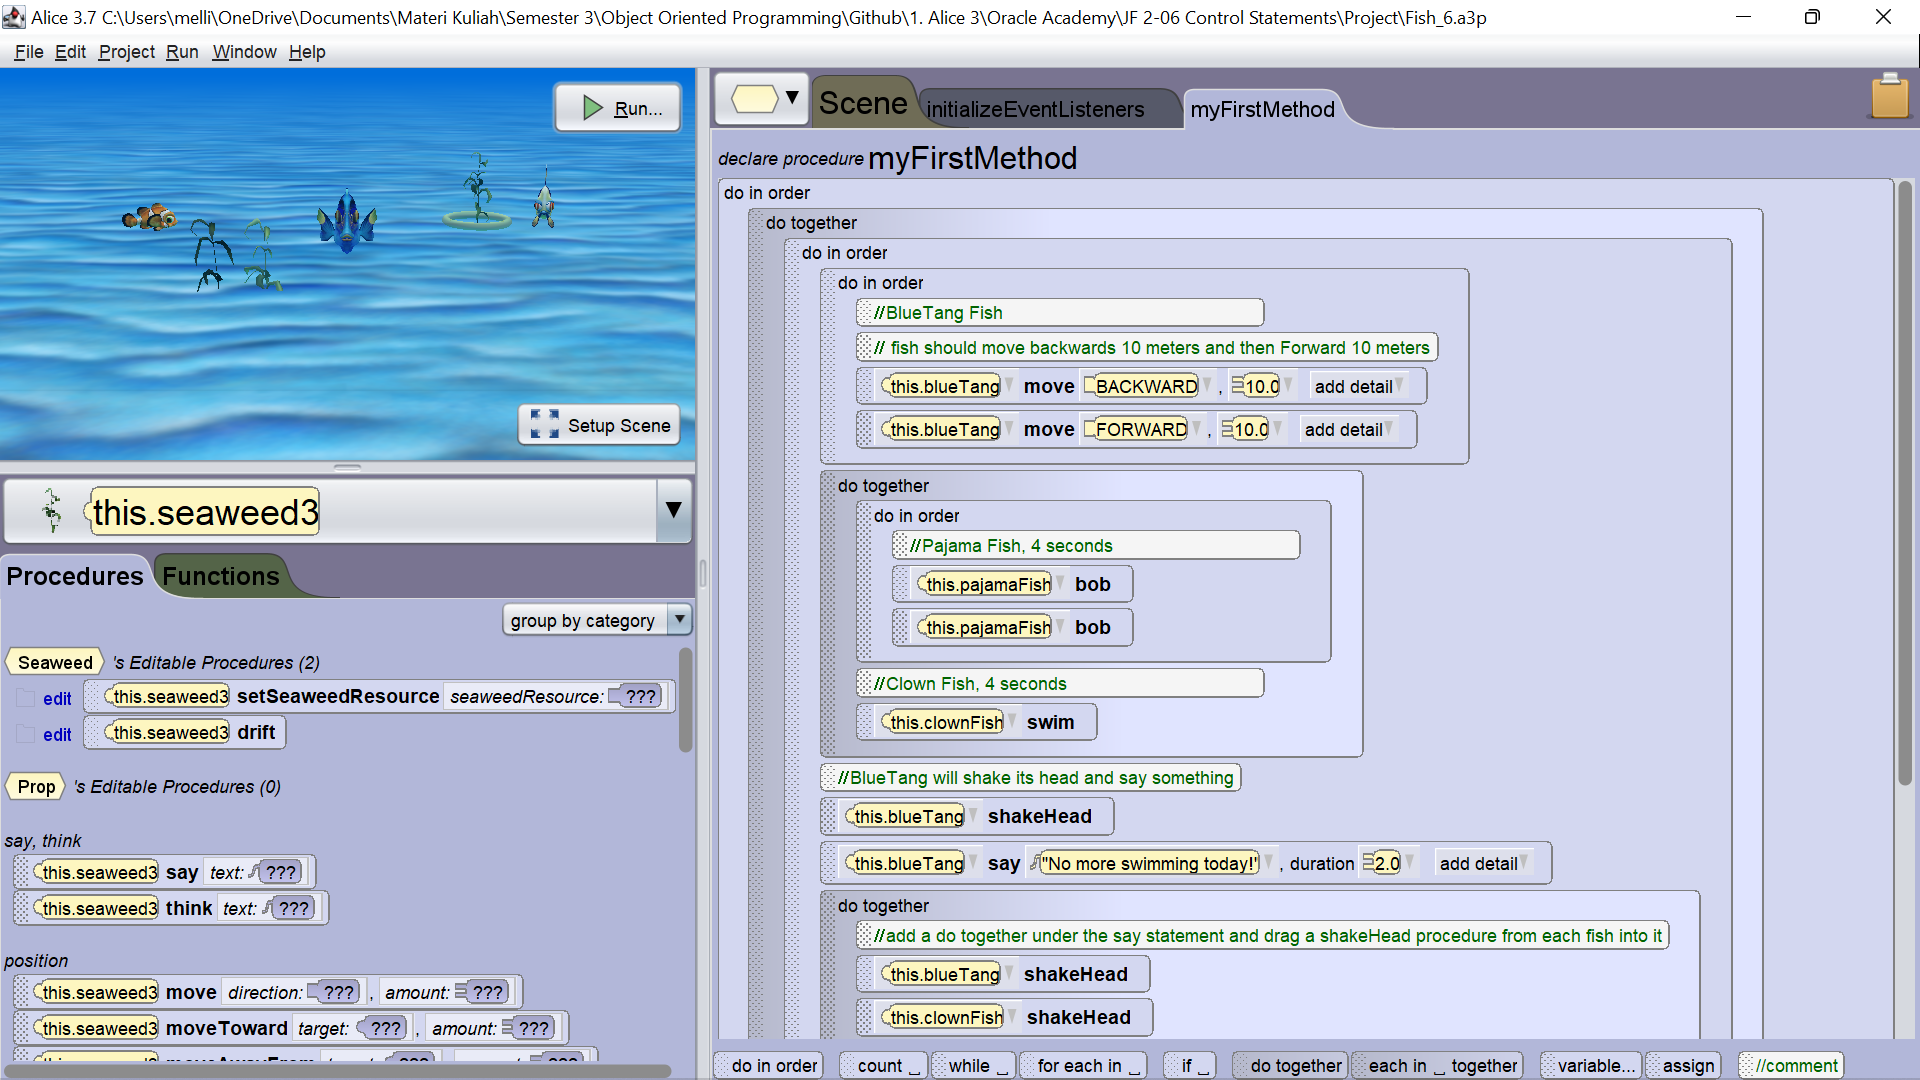 Alice 3.7 C:\Users\melli\OneDrive\Documents\Materi Kuliah\Semester 3\Object Oriented Programming\Github\1. Alice 3\Oracle Academy\JF 2-06 Control Statements\Project\Fish_6.a3p
File Edit Project Run Window Help
Run...
Setup Scene
this.seaweed3
Procedures Functions
group by category
Seaweed 's Editable Procedures (2)
edit this.seaweed3 setSeaweedResource seaweedResource: ???
edit this.seaweed3 drift
Prop 's Editable Procedures (0)
say, think
this.seaweed3 say text: ???
this.seaweed3 think text: ???
position
this.seaweed3 move direction: ??? , amount: ???
this.seaweed3 moveToward target: ??? , amount: ???
Scene initializeEventListeners myFirstMethod
declare procedure myFirstMethod
do in order
do together
do in order
do in order
//BlueTang Fish
// fish should move backwards 10 meters and then Forward 10 meters
this.blueTang move BACKWARD , 10.0 add detail
this.blueTang move FORWARD , 10.0 add detail
do together
do in order
//Pajama Fish, 4 seconds
this.pajamaFish bob
this.pajamaFish bob
//Clown Fish, 4 seconds
this.clownFish swim
//BlueTang will shake its head and say something
this.blueTang shakeHead
this.blueTang say "No more swimming today!" , duration 2.0 add detail
do together
//add a do together under the say statement and drag a shakeHead procedure from each fish into it
this.blueTang shakeHead
this.clownFish shakeHead
do in order count _ while _ for each in _ if _ do together each in _ together variable... assign //comment